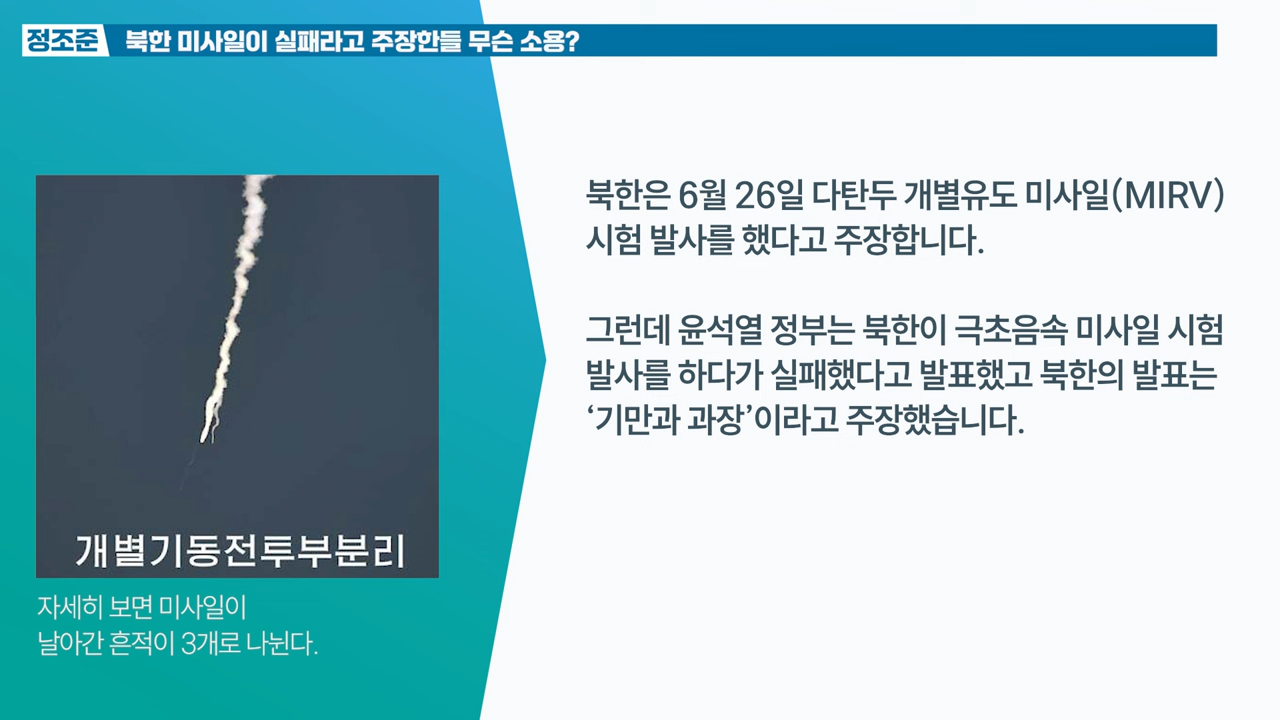 정조준 북한 미사일이 실패라고 주장한들 무슨 소용?
개별기동전투부분리
자세히 보면 미사일이
날아간 흔적이 3개로 나뉜다.
북한은 6월 26일 다탄두 개별유도 미사일(MIRV)
시험 발사를 했다고 주장합니다.
그런데 윤석열 정부는 북한이 극초음속 미사일 시험
발사를 하다가 실패했다고 발표했고 북한의 발표는
‘기만과 과장’이라고 주장했습니다.